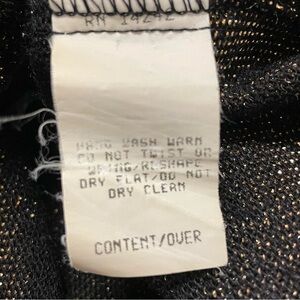 RN 14242
HAND WASH WARM
DO NOT TWIST OR
WRING/RESHAPE
DRY FLAT/DO NOT
DRY CLEAN
CONTENT/OVER